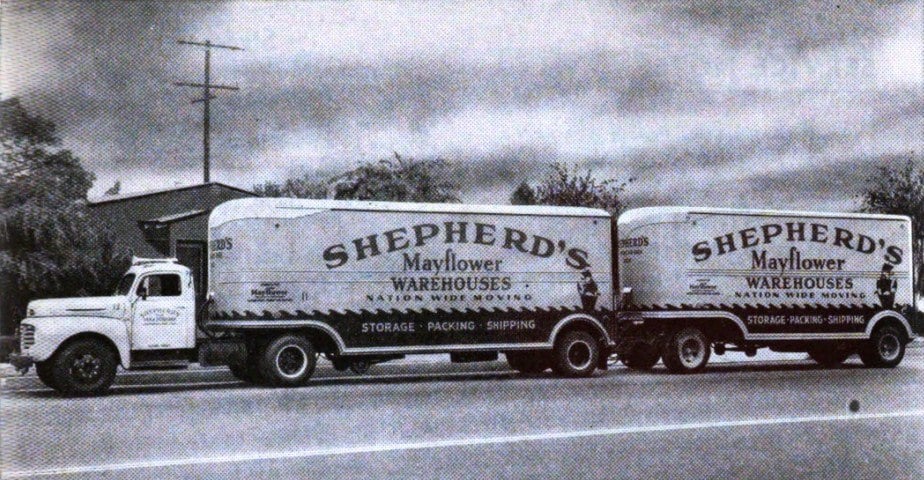 SHEPHERD'S
Mayflower
WAREHOUSES
NATION WIDE MOVING
STORAGE · PACKING · SHIPPING
SHEPHERD'S
Mayflower
WAREHOUSES
NATION WIDE MOVING
STORAGE · PACKING · SHIPPING